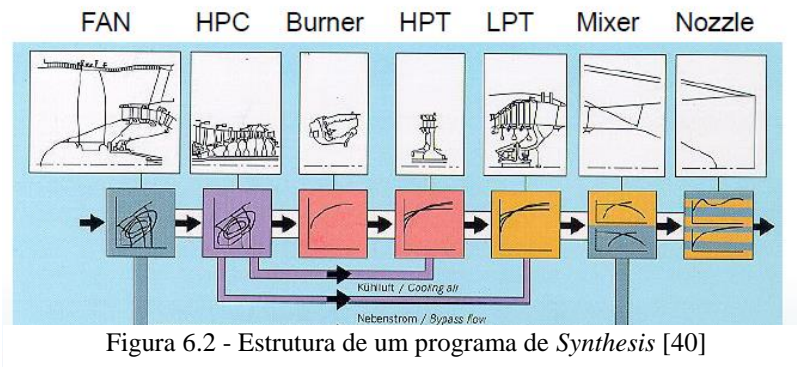 FAN HPC Burner HPT LPT Mixer Nozzle
Kühlluft / Cooling air
Nebenstrom / Bypass flow
Figura 6.2 - Estrutura de um programa de Synthesis [40]